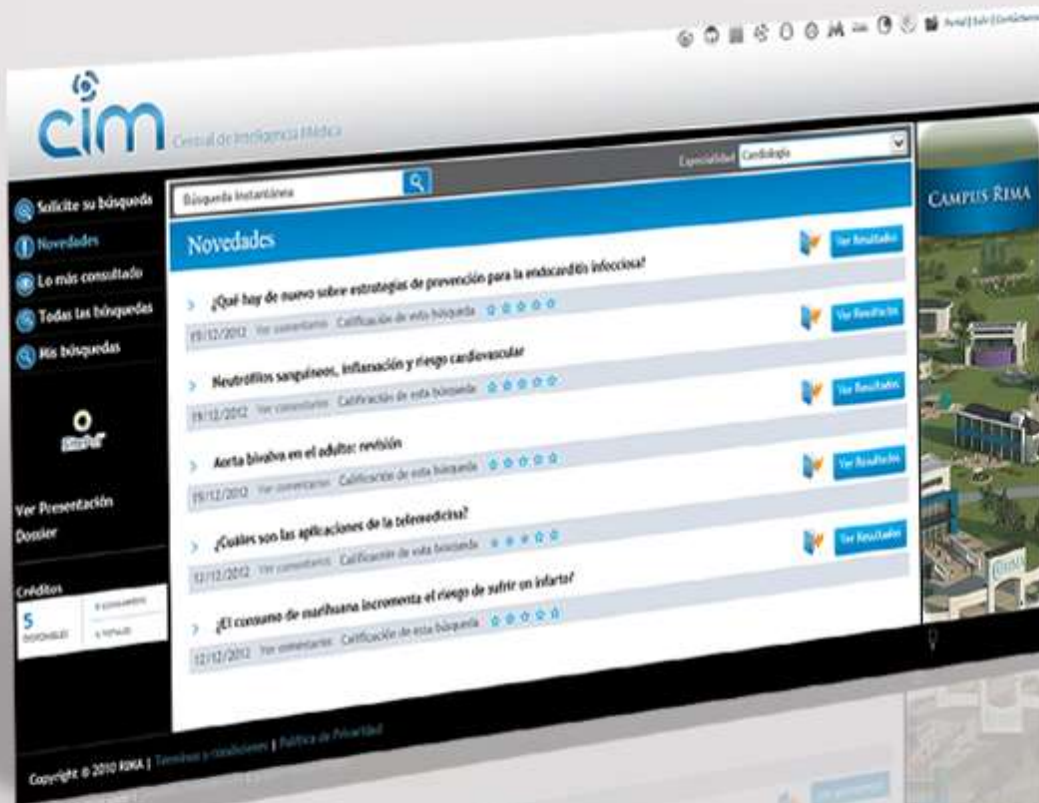 Portal | Salir | Contáctenos
cim
Central de Inteligencia Médica
Solicite su búsqueda
Novedades
Lo más consultado
Todas las búsquedas
Mis búsquedas
Ver Presentación
Dossier
Créditos
5
DISPONIBLES
Búsqueda Instantánea
Especialidad
Cardiología
Novedades
¿Qué hay de nuevo sobre estrategias de prevención para la endocarditis infecciosa?
Ver Resultados
19/12/2012 Ver comentarios Calificación de esta búsqueda
Neutrófilos sanguíneos, inflamación y riesgo cardiovascular
Ver Resultados
19/12/2012 Ver comentarios Calificación de esta búsqueda
Aorta bivalva en el adulto: revisión
Ver Resultados
19/12/2012 Ver comentarios Calificación de esta búsqueda
¿Cuáles son las aplicaciones de la telemedicina?
Ver Resultados
12/12/2012 Ver comentarios Calificación de esta búsqueda
¿El consumo de marihuana incrementa el riesgo de sufrir un infarto?
Ver Resultados
12/12/2012 Ver comentarios Calificación de esta búsqueda
CAMPUS RIMA
Copyright © 2010 RIMA | Términos y condiciones | Política de Privacidad